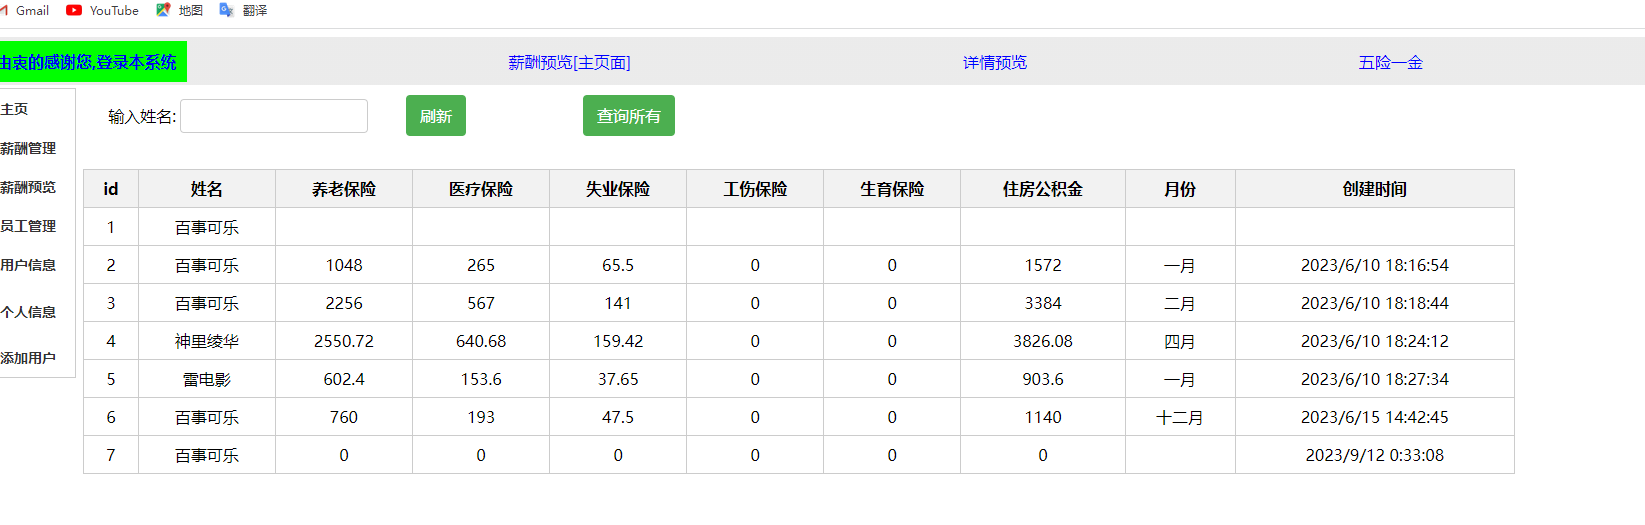 Gmail YouTube 地图 翻译
由衷的感谢您,登录本系统 薪酬预览[主页面] 详情预览 五险一金
主页
薪酬管理
薪酬预览
员工管理
用户信息
个人信息
添加用户
输入姓名: 刷新 查询所有
id 姓名 养老保险 医疗保险 失业保险 工伤保险 生育保险 住房公积金 月份 创建时间
1 百事可乐
2 百事可乐 1048 265 65.5 0 0 1572 一月 2023/6/10 18:16:54
3 百事可乐 2256 567 141 0 0 3384 二月 2023/6/10 18:18:44
4 神里绫华 2550.72 640.68 159.42 0 0 3826.08 四月 2023/6/10 18:24:12
5 雷电影 602.4 153.6 37.65 0 0 903.6 一月 2023/6/10 18:27:34
6 百事可乐 760 193 47.5 0 0 1140 十二月 2023/6/15 14:42:45
7 百事可乐 0 0 0 0 0 0 2023/9/12 0:33:08